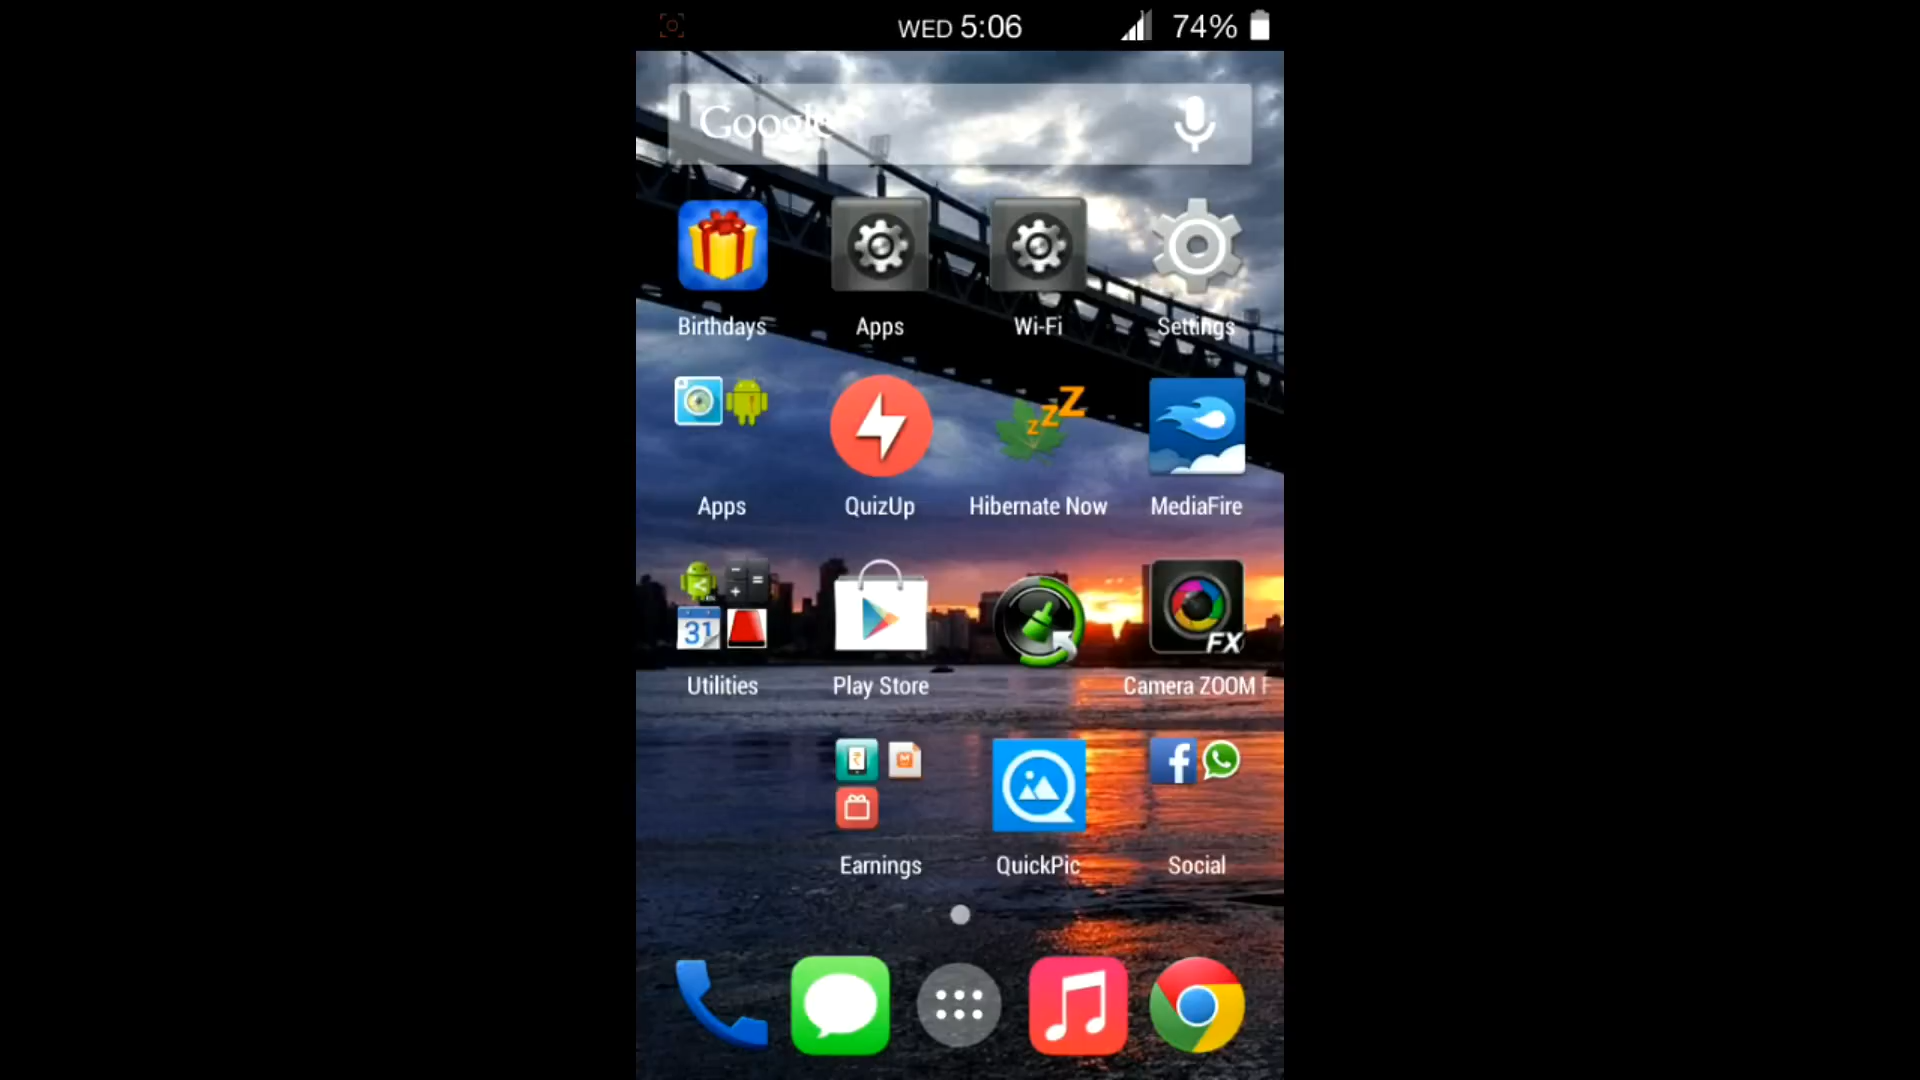 WED 5:06 74%
Google
Birthdays Apps Wi-Fi Settings
Apps QuizUp Hibernate Now MediaFire
31 FX
Utilities Play Store Camera ZOOM F
Earnings QuickPic Social